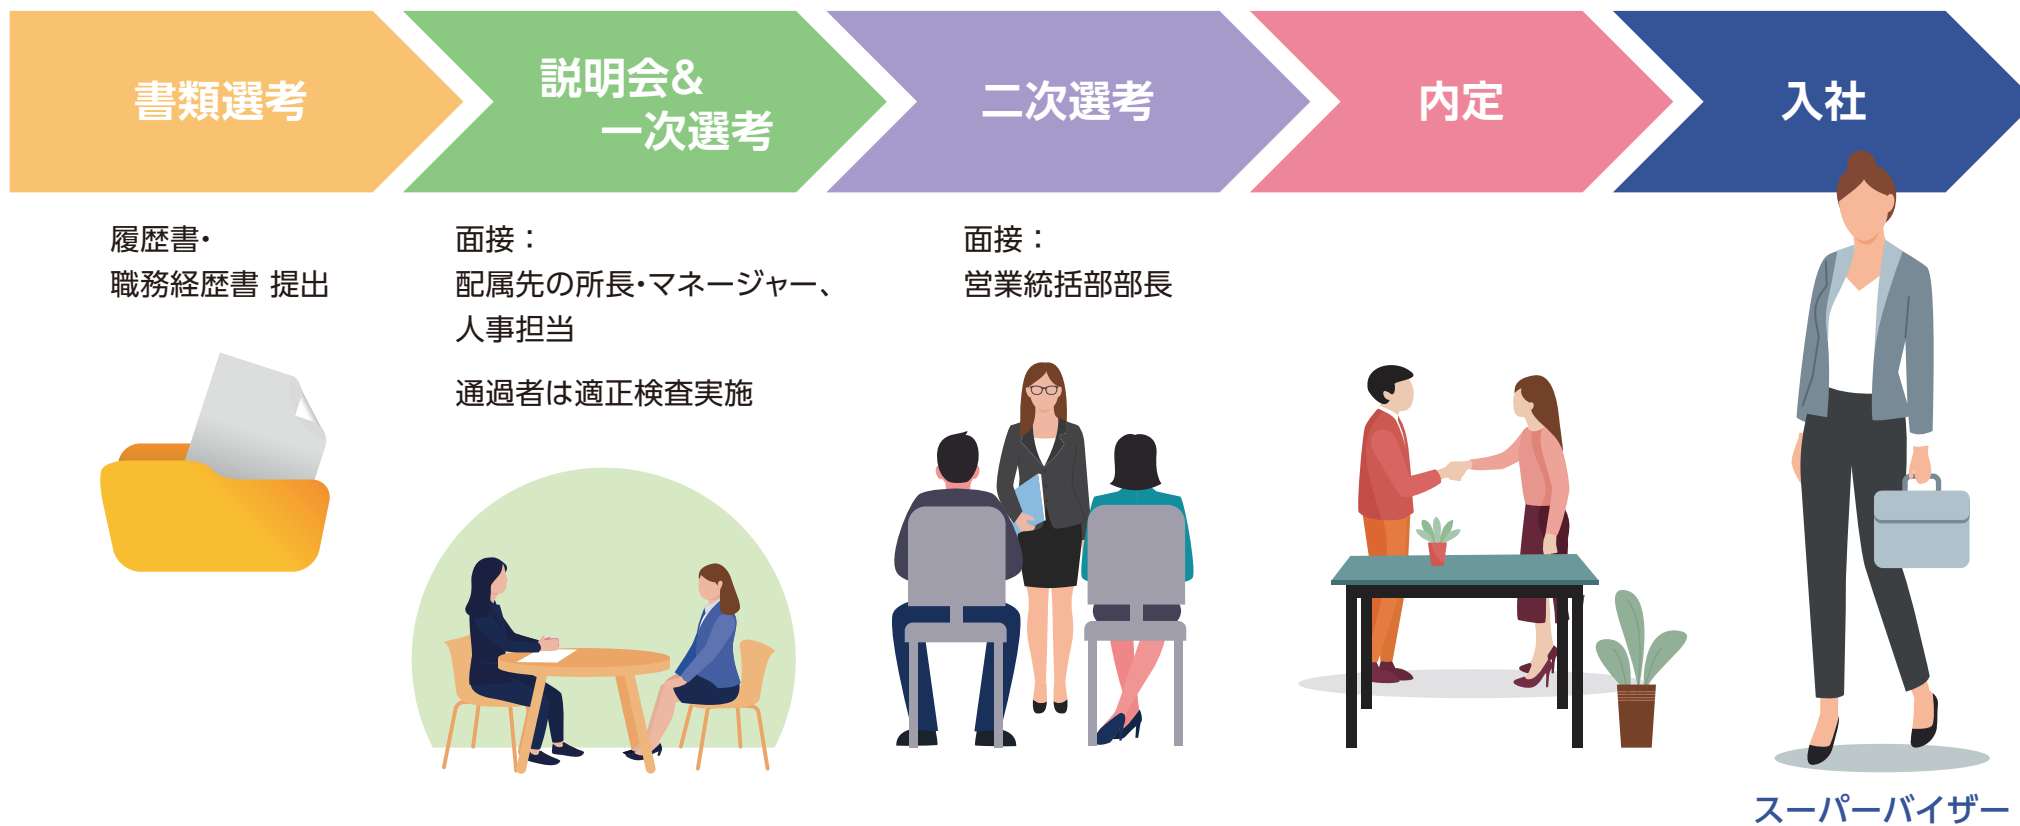 書類選考
説明会&
一次選考
二次選考
内定
入社
履歴書・
職務経歴書 提出
面接：
配属先の所長・マネージャー、
人事担当
通過者は適正検査実施
面接：
営業統括部部長
スーパーバイザー